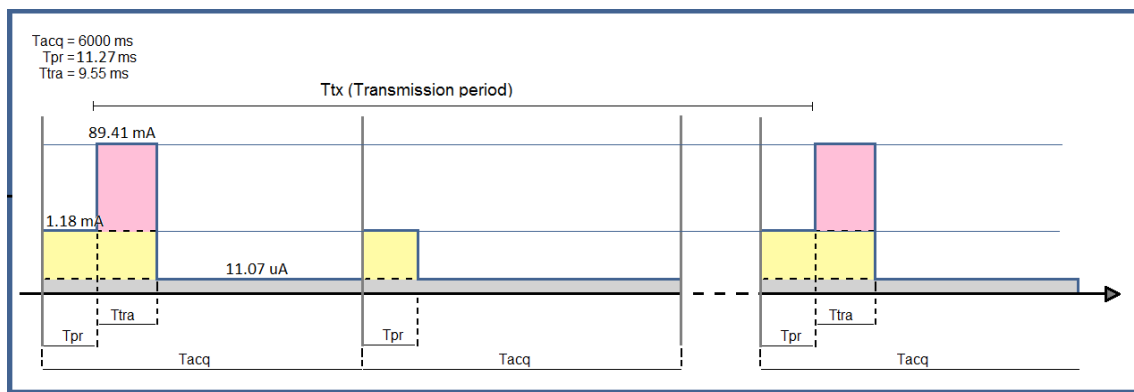 Tacq = 6000 ms
Tpr = 11.27 ms
Ttra = 9.55 ms
Ttx (Transmission period)
89.41 mA
1.18 mA
11.07 uA
Ttra
Ttra
Tpr
Tpr
Tpr
Tacq
Tacq
Tacq